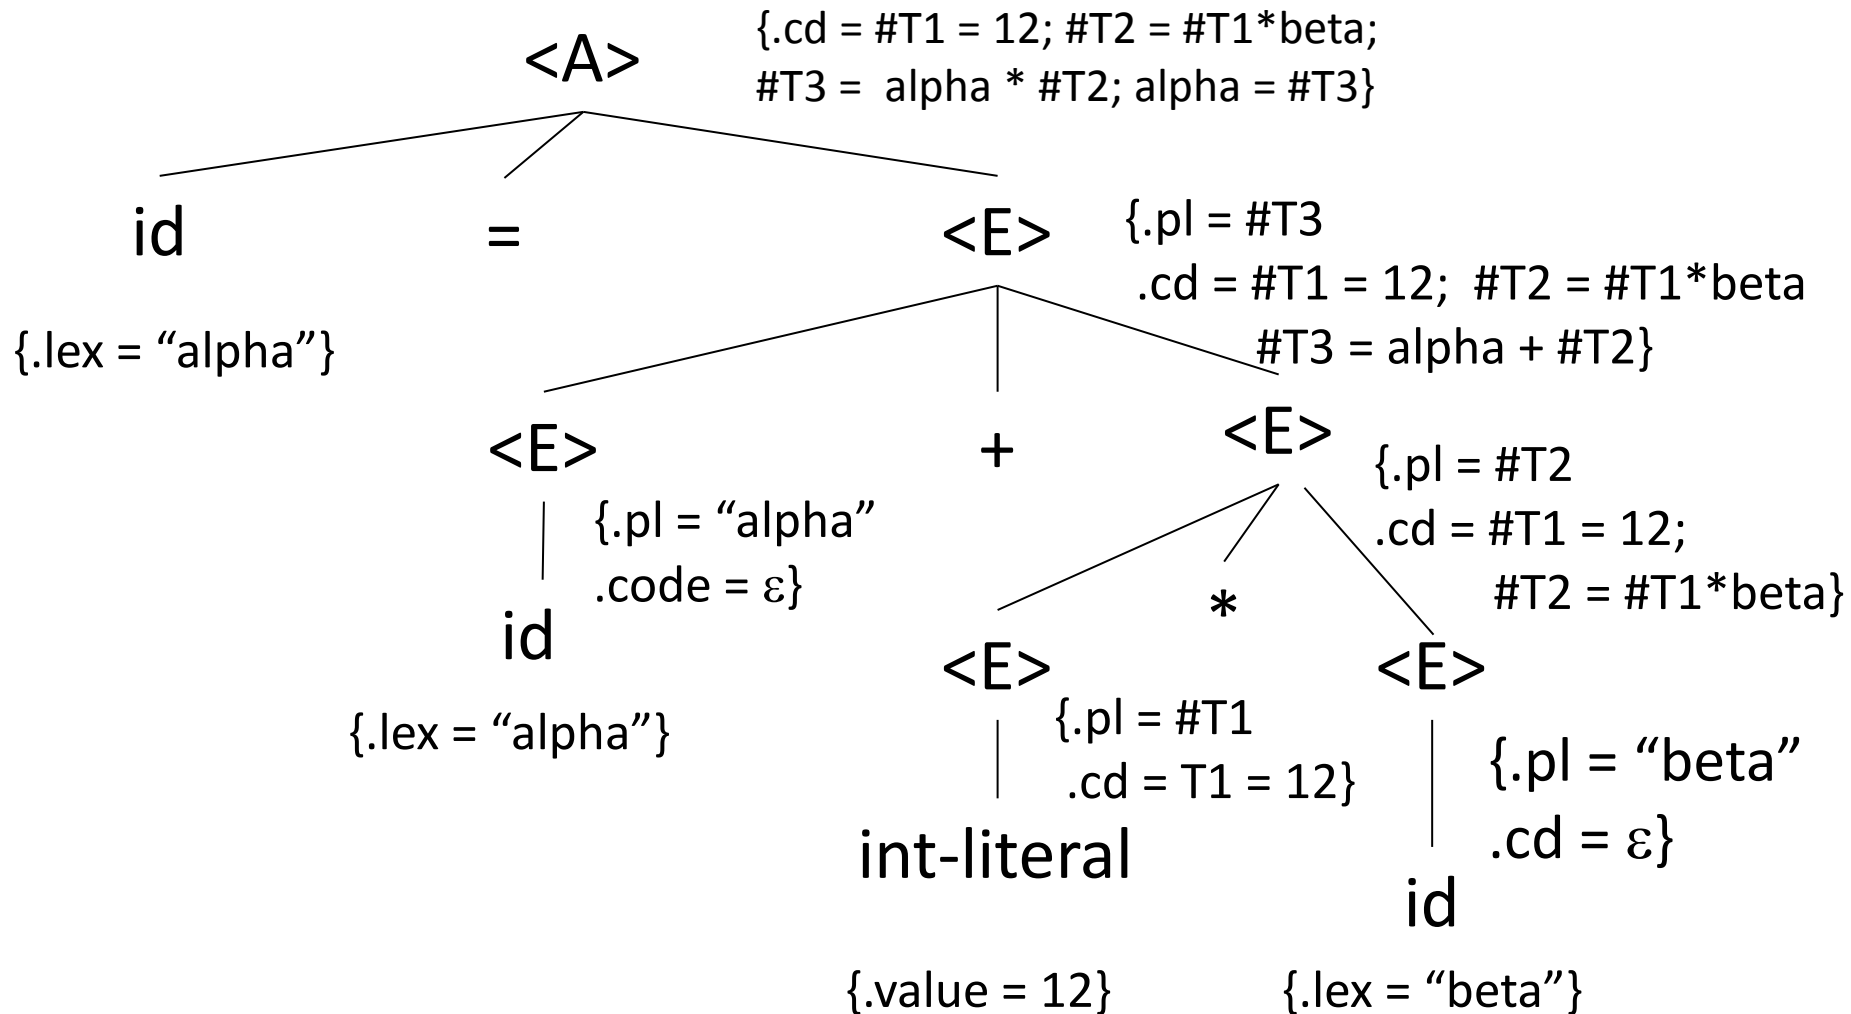 <A>
{.cd = #T1 = 12; #T2 = #T1*beta;
#T3 =  alpha * #T2; alpha = #T3}
id
=
<E>
{.pl = #T3
.cd = #T1 = 12;  #T2 = #T1*beta
#T3 = alpha + #T2}
{.lex = “alpha”}
<E>
+
<E>
{.pl = #T2
.cd = #T1 = 12;
#T2 = #T1*beta}
{.pl = “alpha”
.code = ε}
id
{.lex = “alpha”}
*
<E>
<E>
{.pl = #T1
.cd = T1 = 12}
{.pl = “beta”
.cd = ε}
int-literal
id
{.value = 12}
{.lex = “beta”}